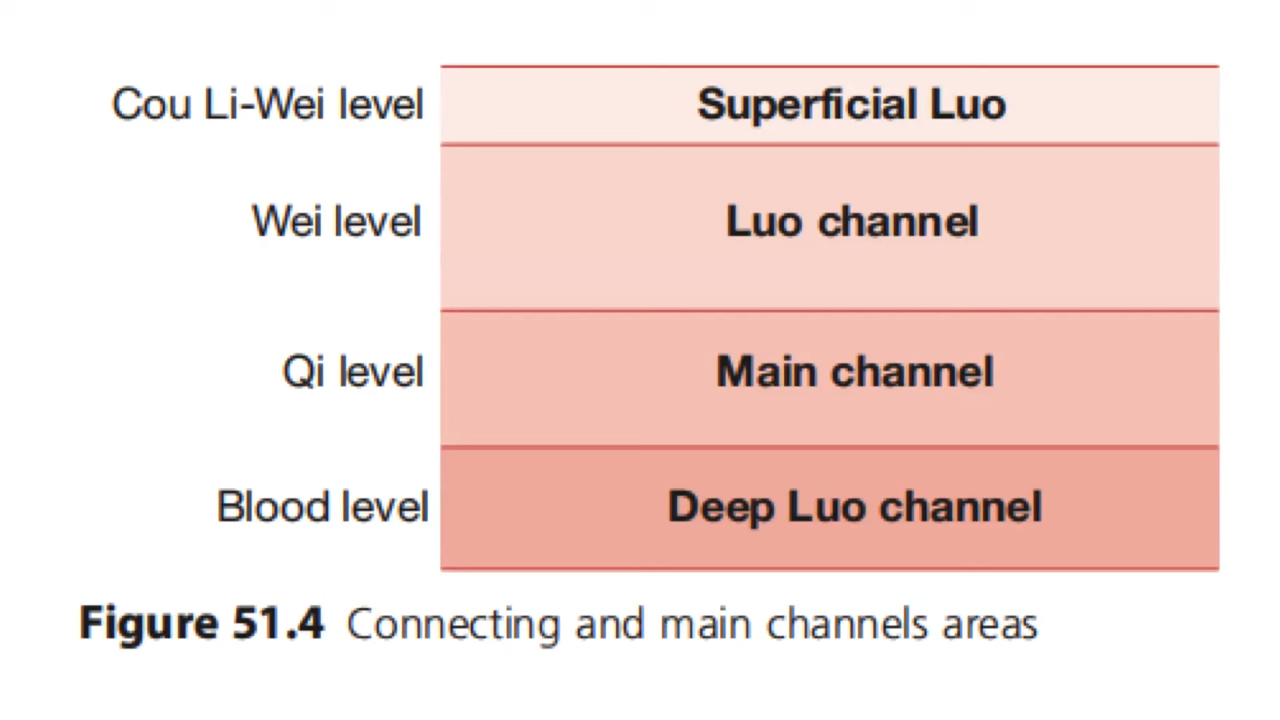 Cou Li-Wei level Superficial Luo
Wei level Luo channel
Qi level Main channel
Blood level Deep Luo channel
Figure 51.4 Connecting and main channels areas